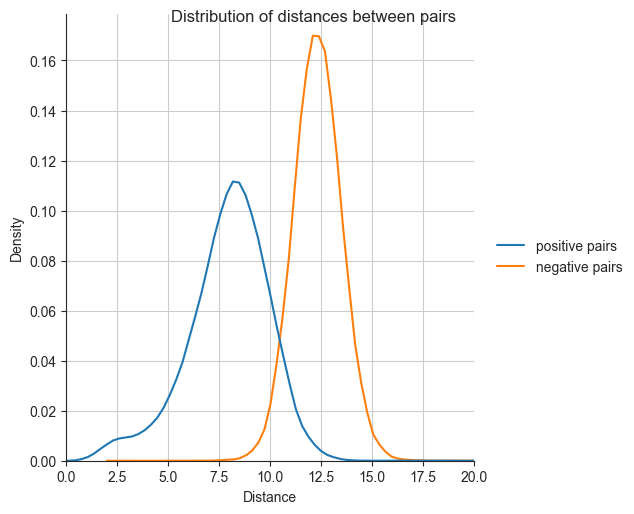 Distribution of distances between pairs
0.16
0.14
0.12
0.10
0.08
0.06
0.04
0.02
0.00
Density
0.0 2.5 5.0 7.5 10.0 12.5 15.0 17.5 20.0
Distance
positive pairs
negative pairs